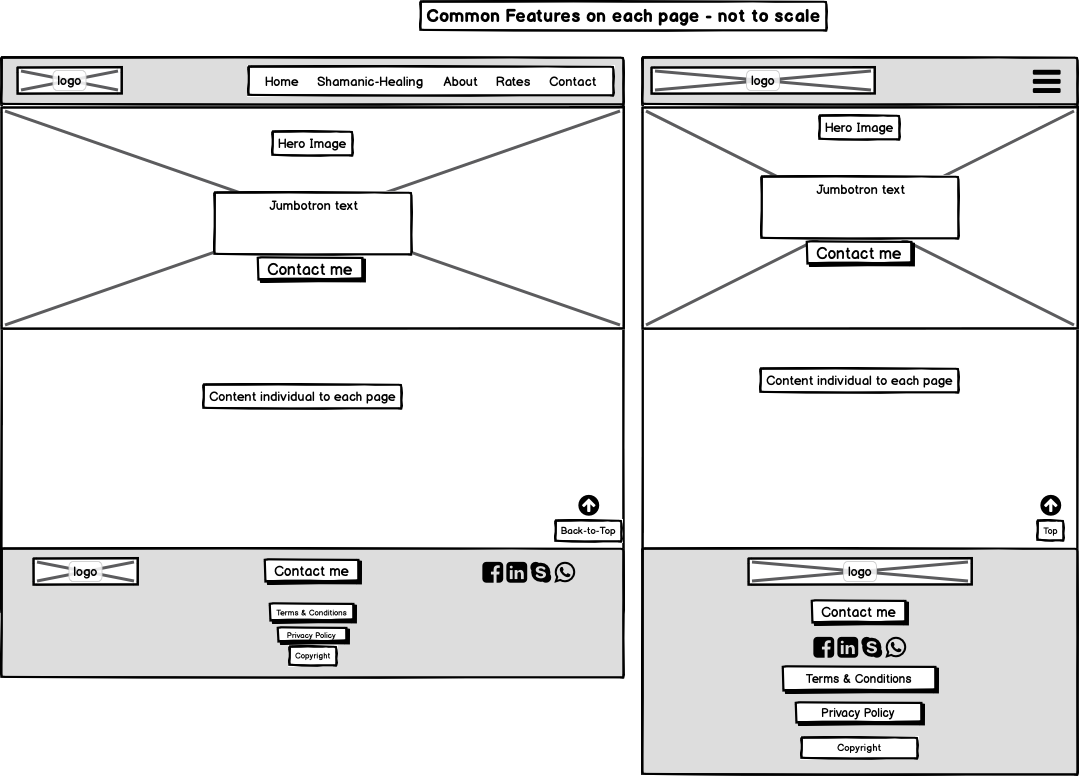 Common Features on each page - not to scale
logo
Home Shamanic-Healing About Rates Contact
Hero Image
Jumbotron text
Contact me
Content individual to each page
Back-to-Top
logo
Contact me
Terms & Conditions
Privacy Policy
Copyright
logo
Hero Image
Jumbotron text
Contact me
Content individual to each page
Top
logo
Contact me
Terms & Conditions
Privacy Policy
Copyright